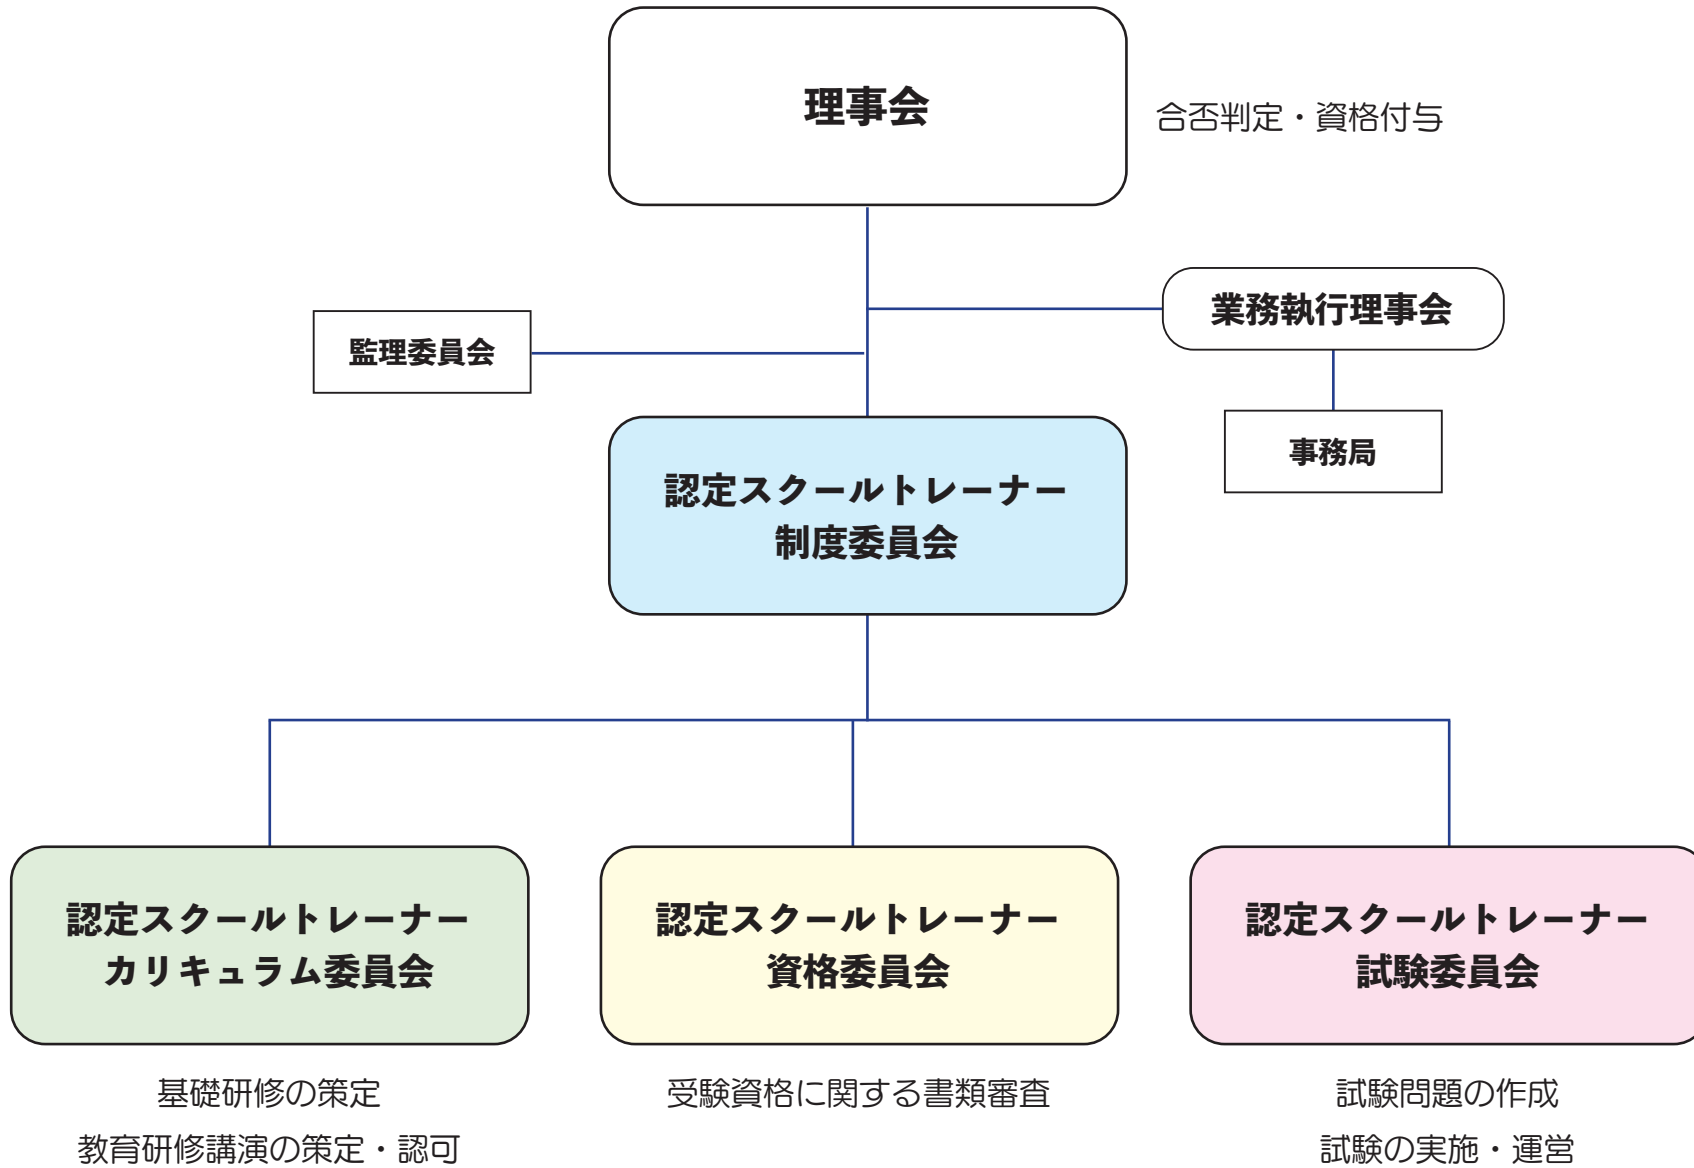 理事会
合否判定・資格付与
業務執行理事会
監理委員会
事務局
認定スクールトレーナー
制度委員会
認定スクールトレーナー
カリキュラム委員会
認定スクールトレーナー
資格委員会
認定スクールトレーナー
試験委員会
基礎研修の策定
教育研修講演の策定・認可
受験資格に関する書類審査
試験問題の作成
試験の実施・運営